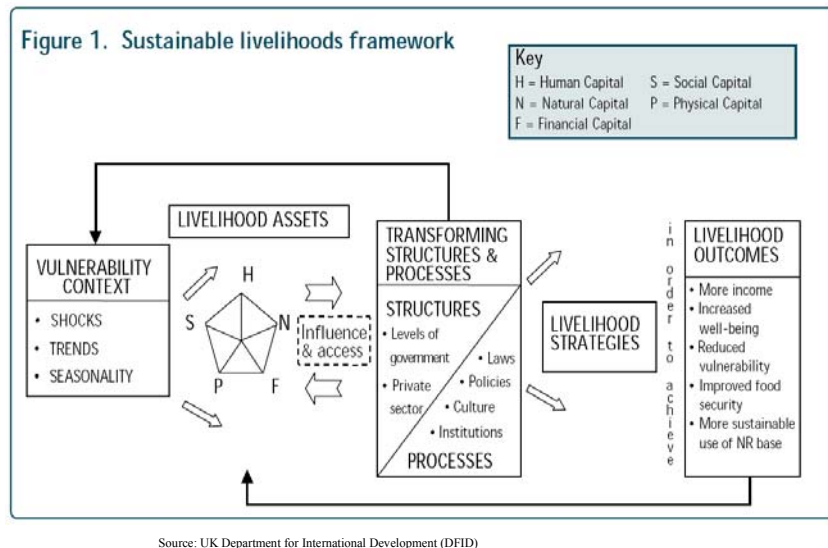 Figure 1. Sustainable livelihoods framework
Key
H = Human Capital S = Social Capital
N = Natural Capital P = Physical Capital
F = Financial Capital
LIVELIHOOD ASSETS
VULNERABILITY
CONTEXT
• SHOCKS
• TRENDS
• SEASONALITY
H
S
N
P
F
Influence
& access
TRANSFORMING
STRUCTURES &
PROCESSES
STRUCTURES
• Levels of
government
• Private
sector
• Laws
• Policies
• Culture
• Institutions
PROCESSES
LIVELIHOOD
STRATEGIES
in order to achieve
LIVELIHOOD
OUTCOMES
• More income
• Increased
well-being
• Reduced
vulnerability
• Improved food
security
• More sustainable
use of NR base
Source: UK Department for International Development (DFID)